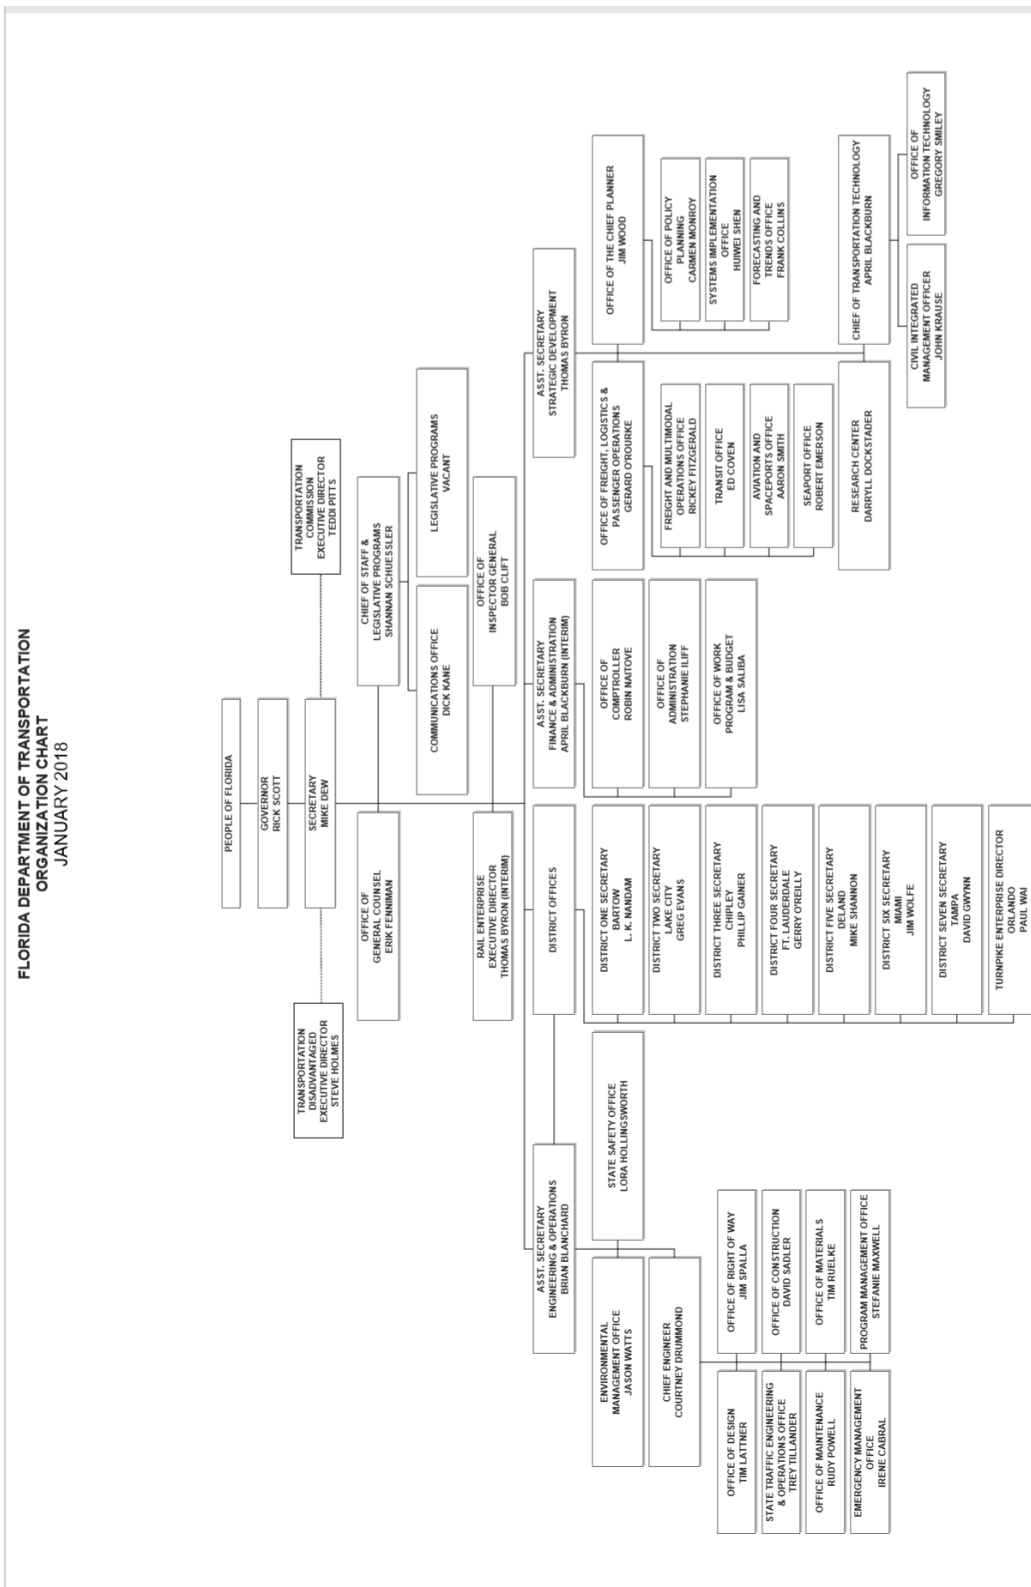 FLORIDA DEPARTMENT OF TRANSPORTATION
ORGANIZATION CHART
JANUARY 2018
PEOPLE OF FLORIDA
GOVERNOR
RICK SCOTT
SECRETARY
MIKE DEW
TRANSPORTATION
DISADVANTAGED
EXECUTIVE DIRECTOR
STEVE HOLMES
TRANSPORTATION
COMMISSION
EXECUTIVE DIRECTOR
TEDDI PITTS
OFFICE OF
GENERAL COUNSEL
ERIK FENNIMAN
CHIEF OF STAFF &
LEGISLATIVE PROGRAMS
SHANNAN SCHUESSLER
COMMUNICATIONS OFFICE
DICK KANE
LEGISLATIVE PROGRAMS
VACANT
RAIL ENTERPRISE
EXECUTIVE DIRECTOR
THOMAS BYRON (INTERIM)
OFFICE OF
INSPECTOR GENERAL
BOB CLIFT
ASST. SECRETARY
ENGINEERING & OPERATIONS
BRIAN BLANCHARD
DISTRICT OFFICES
ASST. SECRETARY
FINANCE & ADMINISTRATION
APRIL BLACKBURN (INTERIM)
ASST. SECRETARY
STRATEGIC DEVELOPMENT
THOMAS BYRON
ENVIRONMENTAL
MANAGEMENT OFFICE
JASON WATTS
STATE SAFETY OFFICE
LORA HOLLINGSWORTH
CHIEF ENGINEER
COURTNEY DRUMMOND
OFFICE OF DESIGN
TIM LATTNER
OFFICE OF RIGHT OF WAY
JIM SPALLA
STATE TRAFFIC ENGINEERING
& OPERATIONS OFFICE
TREY TILLANDER
OFFICE OF CONSTRUCTION
DAVID SADLER
OFFICE OF MAINTENANCE
RUDY POWELL
OFFICE OF MATERIALS
TIM RUELKE
EMERGENCY MANAGEMENT
OFFICE
IRENE CABRAL
PROGRAM MANAGEMENT OFFICE
STEFANIE MAXWELL
DISTRICT ONE SECRETARY
BARTOW
L. K. NANDAM
DISTRICT TWO SECRETARY
LAKE CITY
GREG EVANS
DISTRICT THREE SECRETARY
CHIPLEY
PHILLIP GAINER
DISTRICT FOUR SECRETARY
FT. LAUDERDALE
GERRY O'REILLY
DISTRICT FIVE SECRETARY
DELAND
MIKE SHANNON
DISTRICT SIX SECRETARY
MIAMI
JIM WOLFE
DISTRICT SEVEN SECRETARY
TAMPA
DAVID GWYNN
TURNPIKE ENTERPRISE DIRECTOR
ORLANDO
PAUL WAI
OFFICE OF
COMPTROLLER
ROBIN NAITOVE
OFFICE OF
ADMINISTRATION
STEPHANIE ILIFF
OFFICE OF WORK
PROGRAM & BUDGET
LISA SALIBA
OFFICE OF FREIGHT, LOGISTICS &
PASSENGER OPERATIONS
GERARD O'ROURKE
FREIGHT AND MULTIMODAL
OPERATIONS OFFICE
RICKEY FITZGERALD
TRANSIT OFFICE
ED COVEN
AVIATION AND
SPACEPORTS OFFICE
AARON SMITH
SEAPORT OFFICE
ROBERT EMERSON
OFFICE OF THE CHIEF PLANNER
JIM WOOD
OFFICE OF POLICY
PLANNING
CARMEN MONROY
SYSTEMS IMPLEMENTATION
OFFICE
HUIWEI SHEN
FORECASTING AND
TRENDS OFFICE
FRANK COLLINS
RESEARCH CENTER
DARRYLL DOCKSTADER
CHIEF OF TRANSPORTATION TECHNOLOGY
APRIL BLACKBURN
CIVIL INTEGRATED
MANAGEMENT OFFICER
JOHN KRAUSE
OFFICE OF
INFORMATION TECHNOLOGY
GREGORY SMILEY